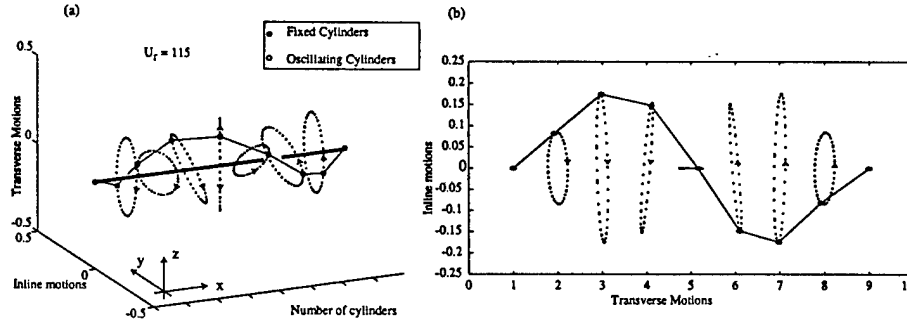 (a)
0.5
U_r = 115
Fixed Cylinders
Oscillating Cylinders
Transverse Motions
0
-0.5
0.5
Inline motions
0
-0.5
y
z
x
Number of cylinders
(b)
0.25
0.2
0.15
0.1
0.05
0
-0.05
-0.1
-0.15
-0.2
-0.25
Inline motions
0 1 2 3 4 5 6 7 8 9 10
Transverse Motions